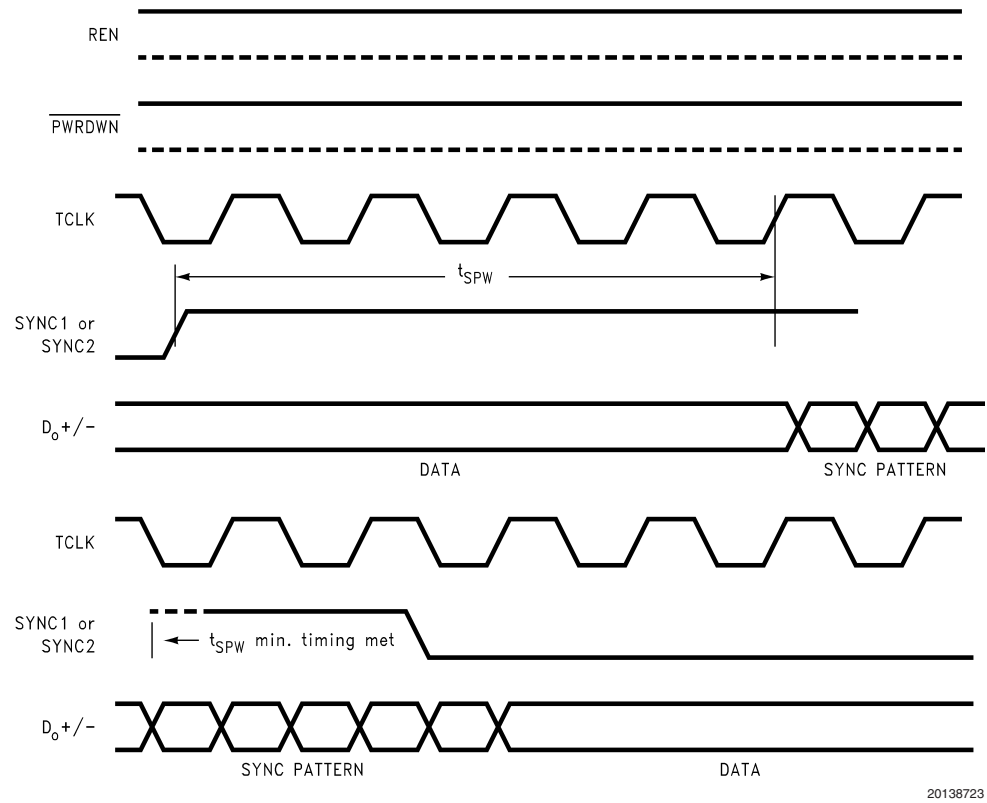 REN
PWRDWN
TCLK
tSPW
SYNC1 or
SYNC2
Do+/-
DATA
SYNC PATTERN
TCLK
SYNC1 or
SYNC2
tSPW min. timing met
Do+/-
SYNC PATTERN
DATA
20138723